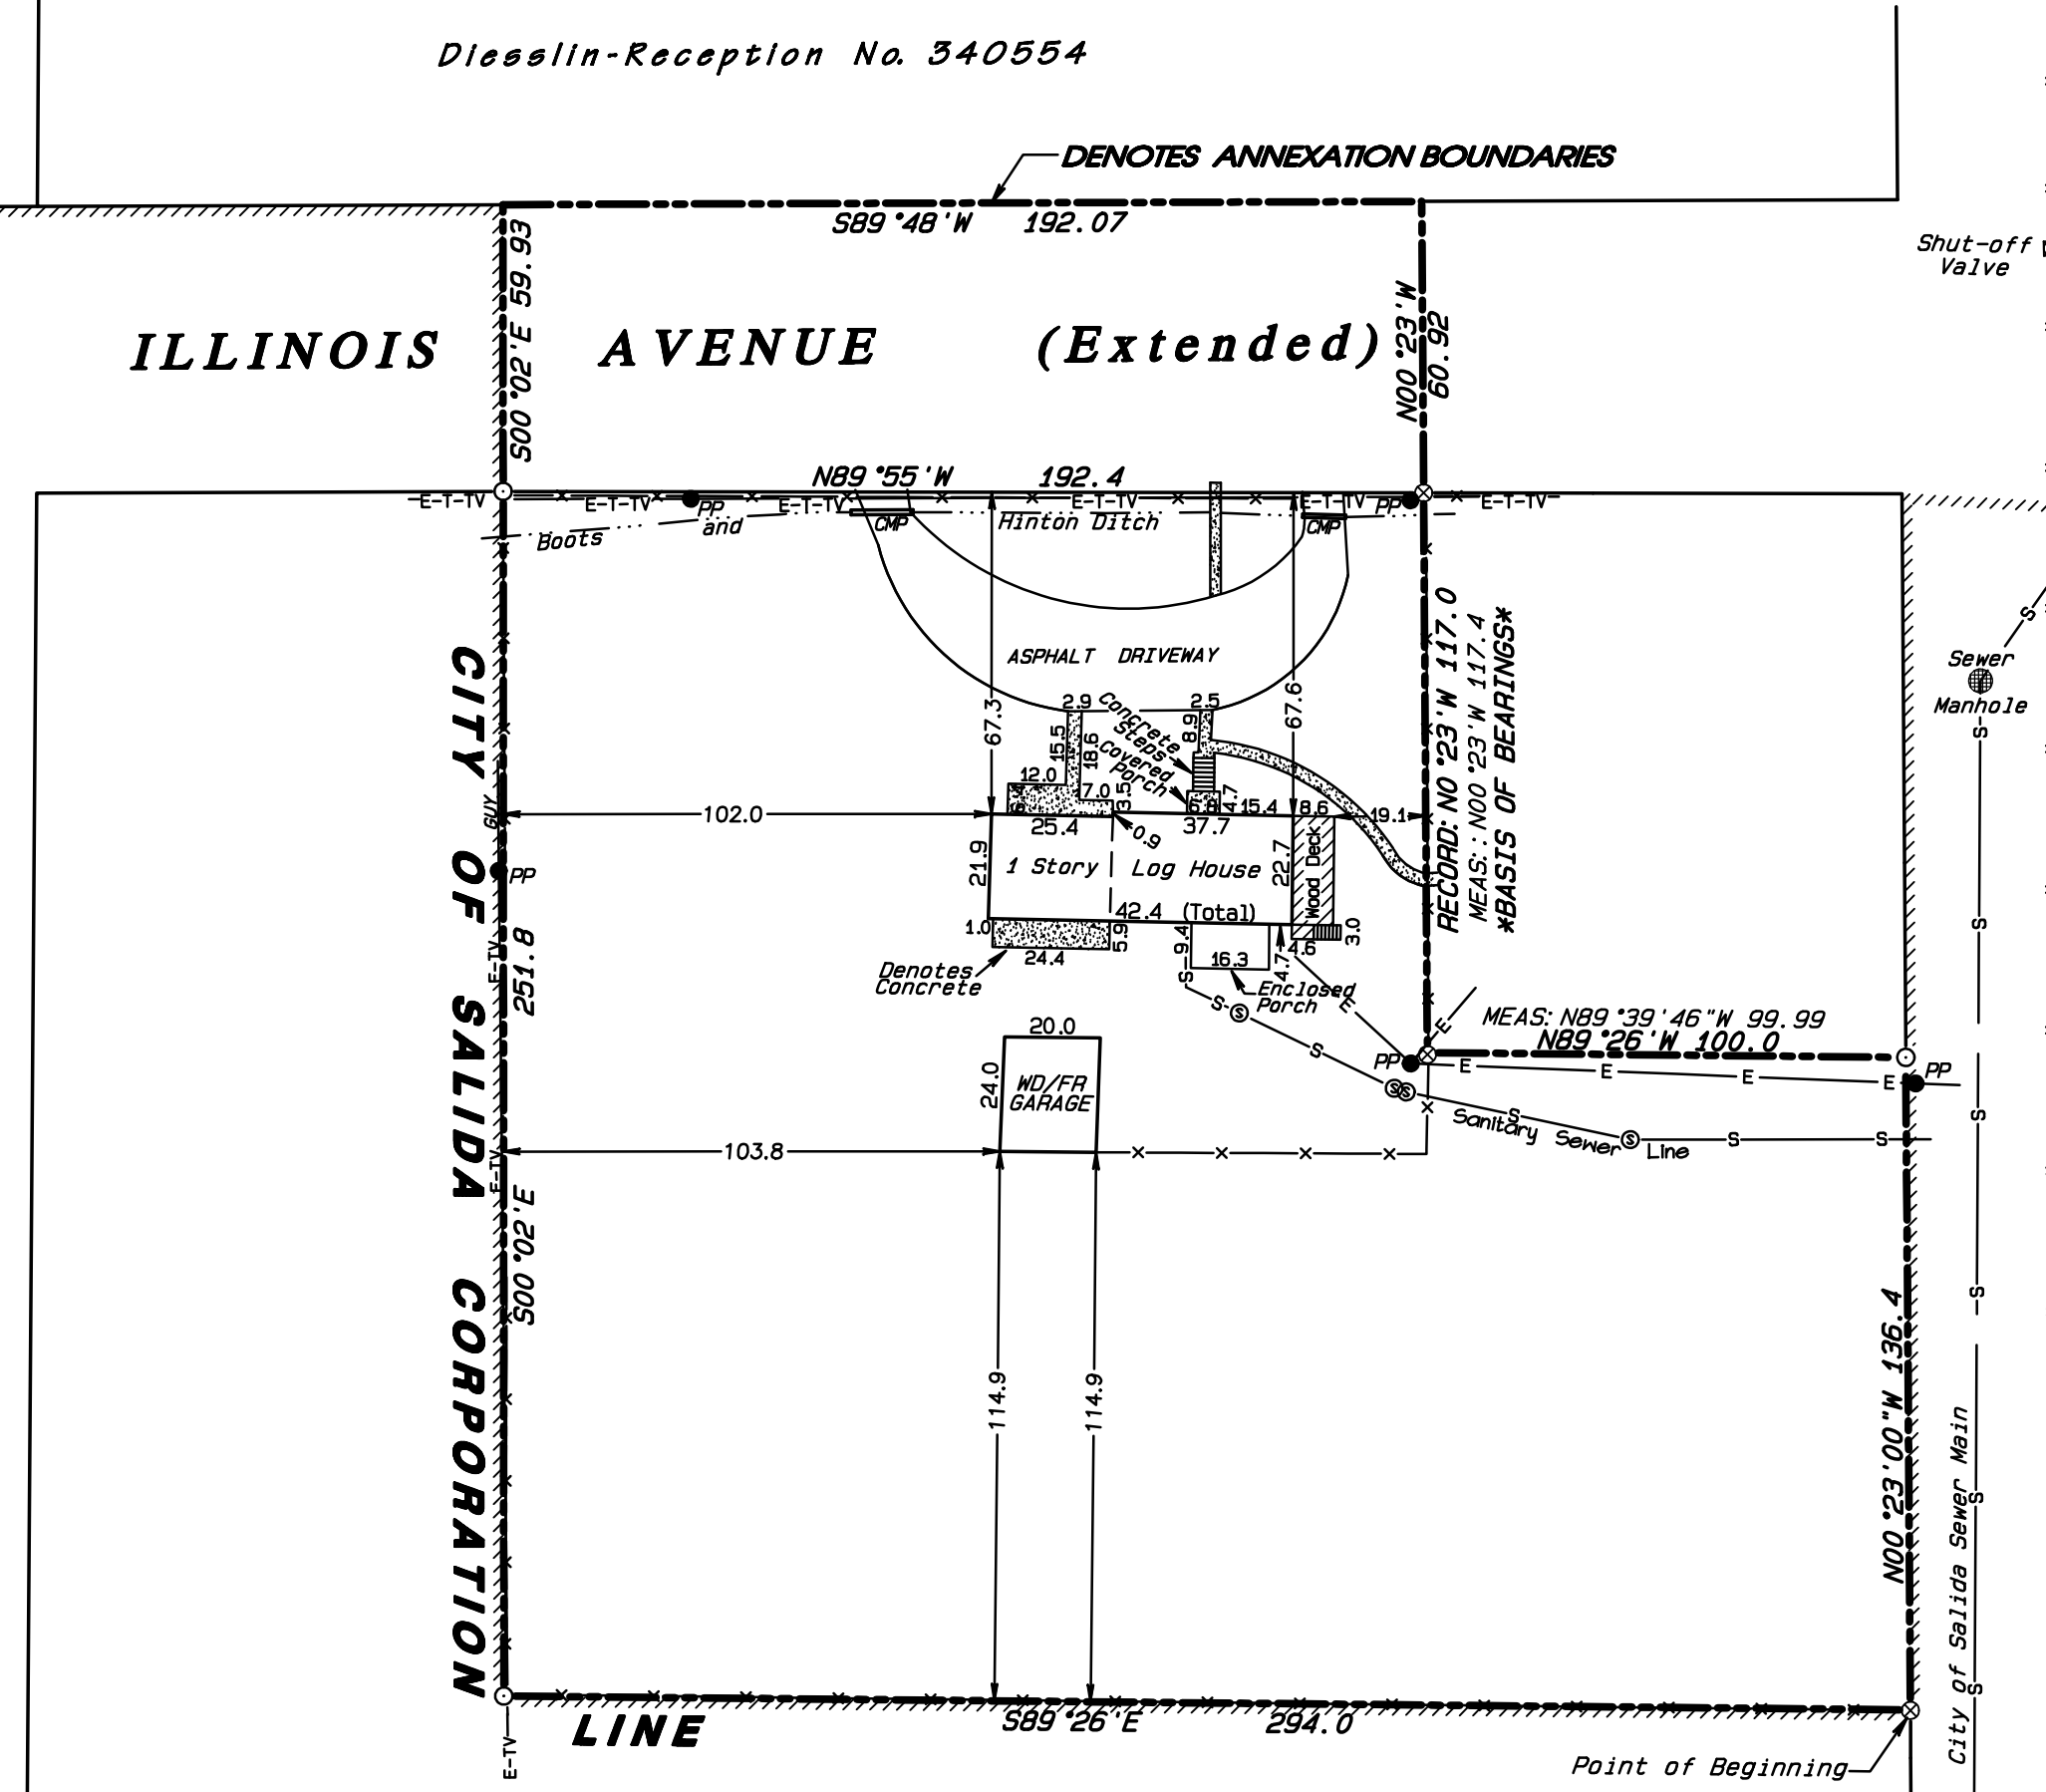 Diesslin-Reception No. 340554
DENOTES ANNEXATION BOUNDARIES
S89°48'W 192.07
S00°02'E 59.93
N00°23'W
60.92
Shut-off
Valve
ILLINOIS AVENUE (Extended)
N89°55'W 192.4
E-T-TV
E-T-TV
PP
E-T-TV
E-T-TV
E-T-TV
PP
E-T-TV
Boots
and
CMP
Hinton Ditch
CMP
ASPHALT DRIVEWAY
RECORD: N0°23'W 117.0
MEAS.: N00°23'W 117.4
*BASIS OF BEARINGS*
S
Sewer
Manhole
S
67.3
67.6
2.9
2.5
Concrete
Steps
Covered
Porch
15.5
18.6
8.9
12.0
7.0
3.5
6.8
4.7
15.4
8.6
19.1
102.0
GUY
25.4
0.9
37.7
21.9
1 Story
Log House
22.7
Wood Deck
PP
42.4 (Total)
1.0
24.4
5.9
9.4
16.3
4.7
4.6
3.0
S
Denotes
Concrete
Enclosed
Porch
E-TV
251.8
S
E
E
MEAS: N89°39'46"W 99.99
N89°26'W 100.0
20.0
24.0
WD/FR
GARAGE
S
PP
E
E
E
E
PP
S
S
S
S
Sanitary Sewer Line
S
S
S
S
S
103.8
E-TV
S00°02'E
CITY OF SALIDA CORPORATION
114.9
114.9
N00°23'00"W 136.4
S
S
S
City of Salida Sewer Main
LINE
S89°26'E 294.0
E-TV
Point of Beginning